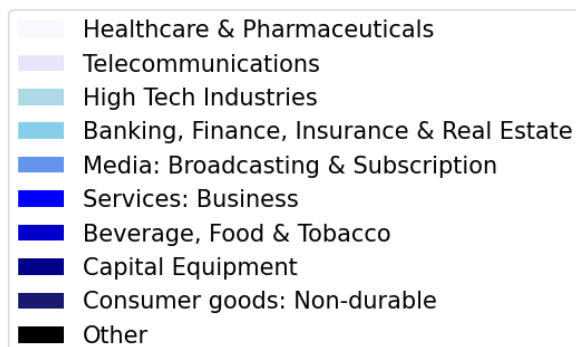 Healthcare & Pharmaceuticals
Telecommunications
High Tech Industries
Banking, Finance, Insurance & Real Estate
Media: Broadcasting & Subscription
Services: Business
Beverage, Food & Tobacco
Capital Equipment
Consumer goods: Non-durable
Other